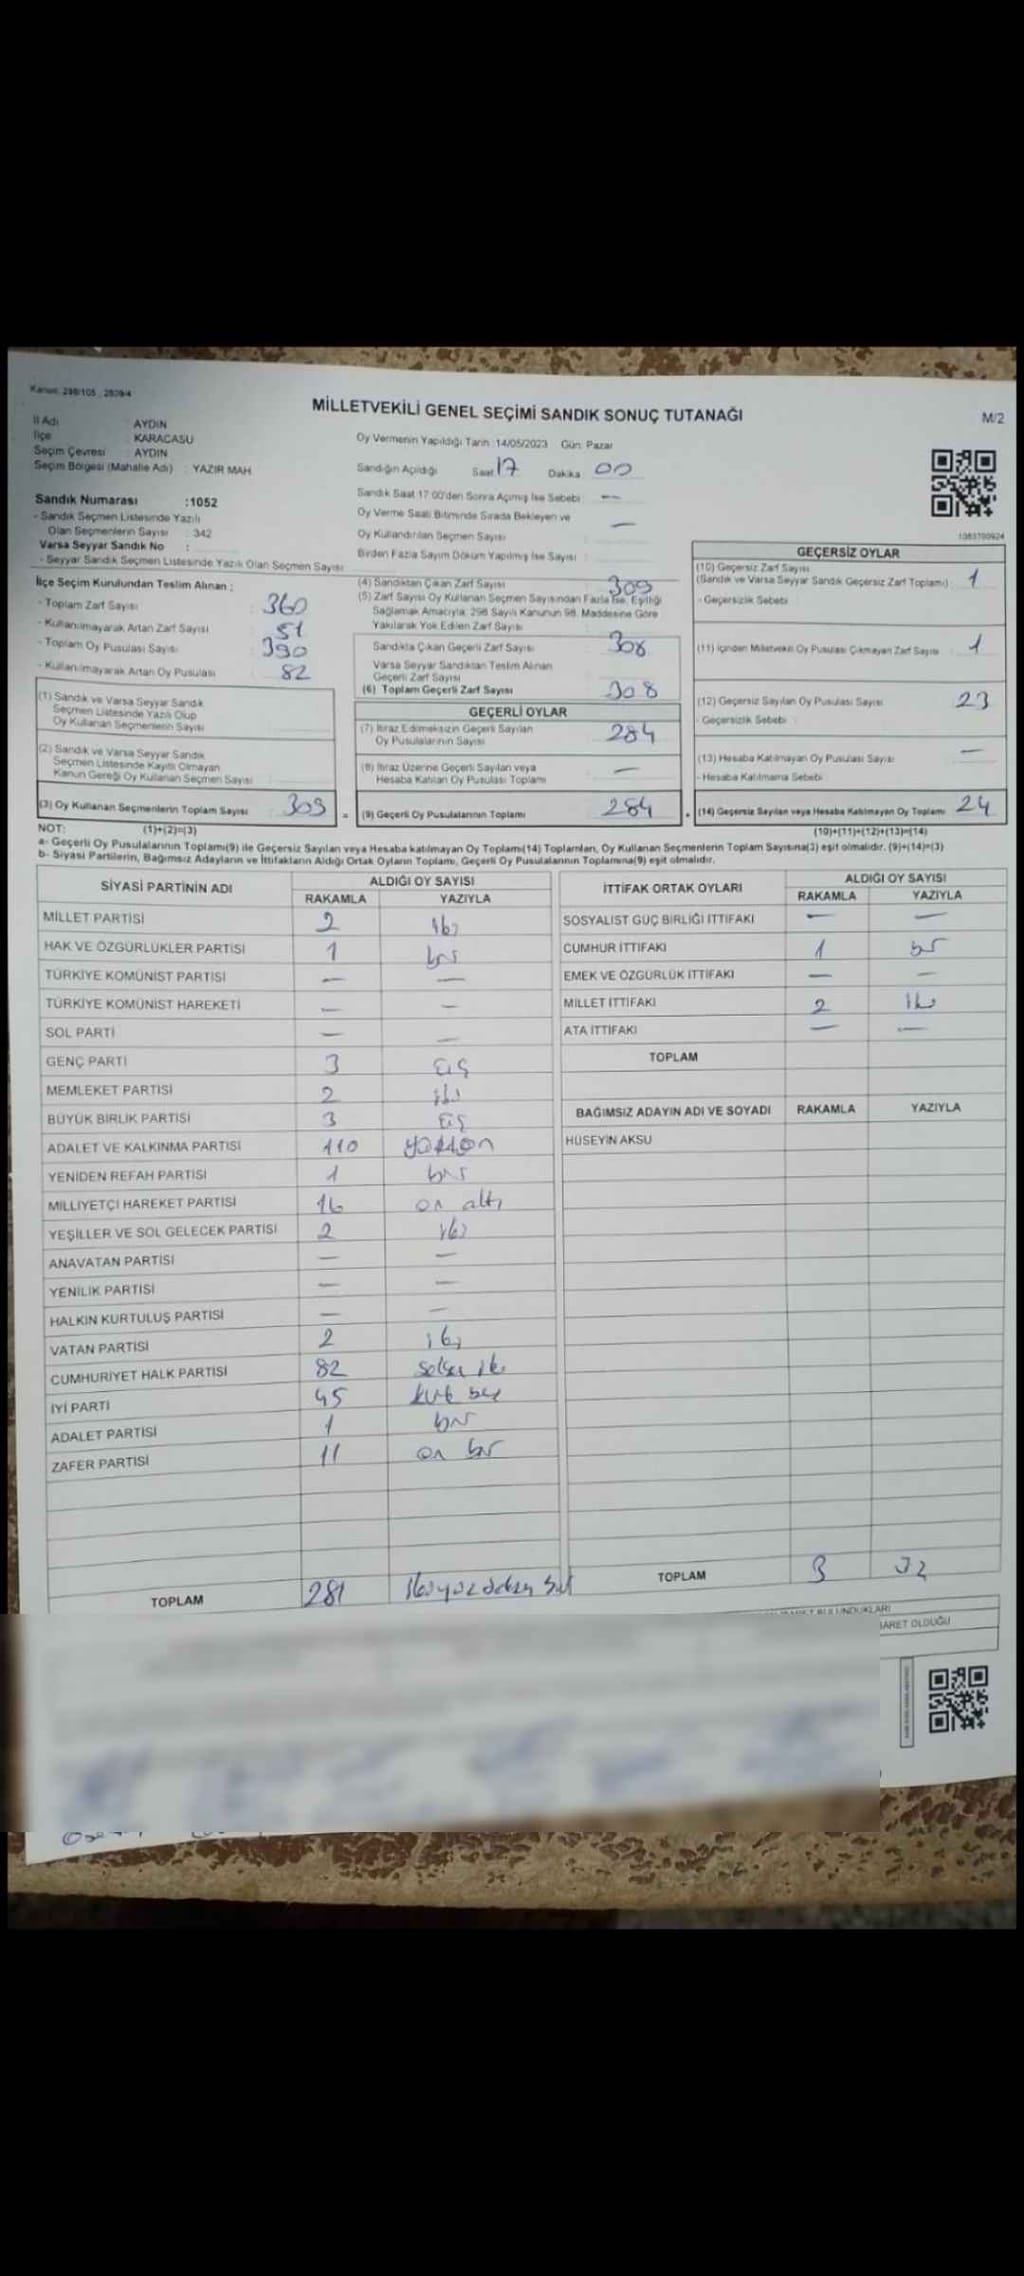 Kanun: 298/105, 2839/4
MİLLETVEKİLİ GENEL SEÇİMİ SANDIK SONUÇ TUTANAĞI
M/2
İl Adı : AYDIN
İlçe : KARACASU
Seçim Çevresi : AYDIN
Seçim Bölgesi (Mahalle Adı) : YAZIR MAH
Oy Vermenin Yapıldığı Tarih :14/05/2023 Gün: Pazar
Sandığın Açıldığı Saat 17 Dakika 00
Sandık Saat 17:00'den Sonra Açılmış İse Sebebi : —
Oy Verme Saati Bitiminde Sırada Bekleyen ve
Oy Kullandırılan Seçmen Sayısı : —
Birden Fazla Sayım Döküm Yapılmış İse Sayısı :
Sandık Numarası :1052
- Sandık Seçmen Listesinde Yazılı
Olan Seçmenlerin Sayısı : 342
Varsa Seyyar Sandık No :
- Seyyar Sandık Seçmen Listesinde Yazılı Olan Seçmen Sayısı
İlçe Seçim Kurulundan Teslim Alınan ;
- Toplam Zarf Sayısı : 360
- Kullanılmayarak Artan Zarf Sayısı : 51
- Toplam Oy Pusulası Sayısı : 390
- Kullanılmayarak Artan Oy Pusulası : 82
(1) Sandık ve Varsa Seyyar Sandık
Seçmen Listesinde Yazılı Olup
Oy Kullanan Seçmenlerin Sayısı
(2) Sandık ve Varsa Seyyar Sandık
Seçmen Listesinde Kayıtlı Olmayan
Kanun Gereği Oy Kullanan Seçmen Sayısı
(3) Oy Kullanan Seçmenlerin Toplam Sayısı 309
(4) Sandıktan Çıkan Zarf Sayısı : 309
(5) Zarf Sayısı Oy Kullanan Seçmen Sayısından Fazla İse, Eşitliği
Sağlamak Amacıyla, 298 Sayılı Kanunun 98. Maddesine Göre
Yakılarak Yok Edilen Zarf Sayısı :
Sandıkta Çıkan Geçerli Zarf Sayısı : 308
Varsa Seyyar Sandıktan Teslim Alınan
Geçerli Zarf Sayısı
(6) Toplam Geçerli Zarf Sayısı 308
GEÇERLİ OYLAR
(7) İtiraz Edilmeksizin Geçerli Sayılan
Oy Pusulalarının Sayısı 284
(8) İtiraz Üzerine Geçerli Sayılan veya
Hesaba Katılan Oy Pusulası Toplamı —
(9) Geçerli Oy Pusulalarının Toplamı 284
1083700924
GEÇERSİZ OYLAR
(10) Geçersiz Zarf Sayısı
(Sandık ve Varsa Seyyar Sandık Geçersiz Zarf Toplamı) : 1
- Geçersizlik Sebebi
(11) İçinden Milletvekili Oy Pusulası Çıkmayan Zarf Sayısı : 1
(12) Geçersiz Sayılan Oy Pusulası Sayısı 23
- Geçersizlik Sebebi :
(13) Hesaba Katılmayan Oy Pusulası Sayısı —
- Hesaba Katılmama Sebebi
(14) Geçersiz Sayılan veya Hesaba Katılmayan Oy Toplamı 24
NOT: (1)+(2)=(3)
(10)+(11)+(12)+(13)=(14)
a- Geçerli Oy Pusulalarının Toplamı(9) ile Geçersiz Sayılan veya Hesaba katılmayan Oy Toplamı(14) Toplamları, Oy Kullanan Seçmenlerin Toplam Sayısına(3) eşit olmalıdır. (9)+(14)=(3)
b- Siyasi Partilerin, Bağımsız Adayların ve İttifakların Aldığı Ortak Oyların Toplamı, Geçerli Oy Pusulalarının Toplamına(9) eşit olmalıdır.
SİYASİ PARTİNİN ADI ALDIĞI OY SAYISI
RAKAMLA YAZIYLA
MİLLET PARTİSİ 2 iki
HAK VE ÖZGÜRLÜKLER PARTİSİ 1 bir
TÜRKİYE KOMÜNİST PARTİSİ — —
TÜRKİYE KOMÜNİST HAREKETİ — —
SOL PARTİ — —
GENÇ PARTİ 3 üç
MEMLEKET PARTİSİ 2 iki
BÜYÜK BİRLİK PARTİSİ 3 üç
ADALET VE KALKINMA PARTİSİ 110 yüzon
YENİDEN REFAH PARTİSİ 1 bir
MİLLİYETÇİ HAREKET PARTİSİ 16 on altı
YEŞİLLER VE SOL GELECEK PARTİSİ 2 iki
ANAVATAN PARTİSİ — —
YENİLİK PARTİSİ — —
HALKIN KURTULUŞ PARTİSİ — —
VATAN PARTİSİ 2 iki
CUMHURİYET HALK PARTİSİ 82 seksen iki
İYİ PARTİ 45 kırk beş
ADALET PARTİSİ 1 bir
ZAFER PARTİSİ 11 on bir
TOPLAM 281 ikiyüzseksen bir
İTTİFAK ORTAK OYLARI ALDIĞI OY SAYISI
RAKAMLA YAZIYLA
SOSYALİST GÜÇ BİRLİĞİ İTTİFAKI — —
CUMHUR İTTİFAKI 1 bir
EMEK VE ÖZGÜRLÜK İTTİFAKI — —
MİLLET İTTİFAKI 2 iki
ATA İTTİFAKI — —
TOPLAM
BAĞIMSIZ ADAYIN ADI VE SOYADI RAKAMLA YAZIYLA
HÜSEYİN AKSU
TOPLAM 3 üç
BULUNDUKLARI
İBARET OLDUĞU